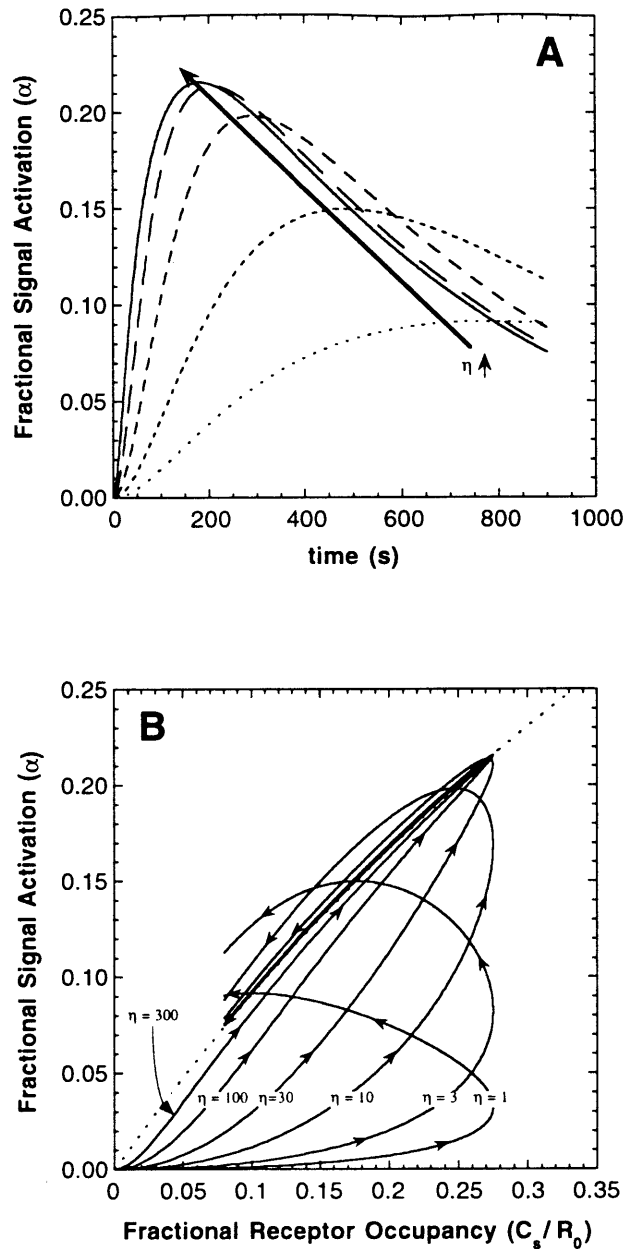 A
Fractional Signal Activation (α)
0.25
0.20
0.15
0.10
0.05
0.00
η
0 200 400 600 800 1000
time (s)
B
Fractional Signal Activation (α)
0.25
0.20
0.15
0.10
0.05
0.00
η = 300
η = 100 η=30 η = 10 η = 3 η = 1
0 0.05 0.1 0.15 0.2 0.25 0.3 0.35
Fractional Receptor Occupancy (Cs/R0)